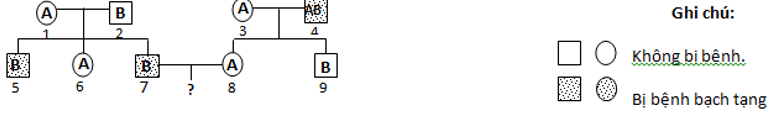 A B A AB
1 2 3 4
Ghi chú:
B A B A B
5 6 7 ? 8 9
Không bị bệnh.
Bị bệnh bạch tạng